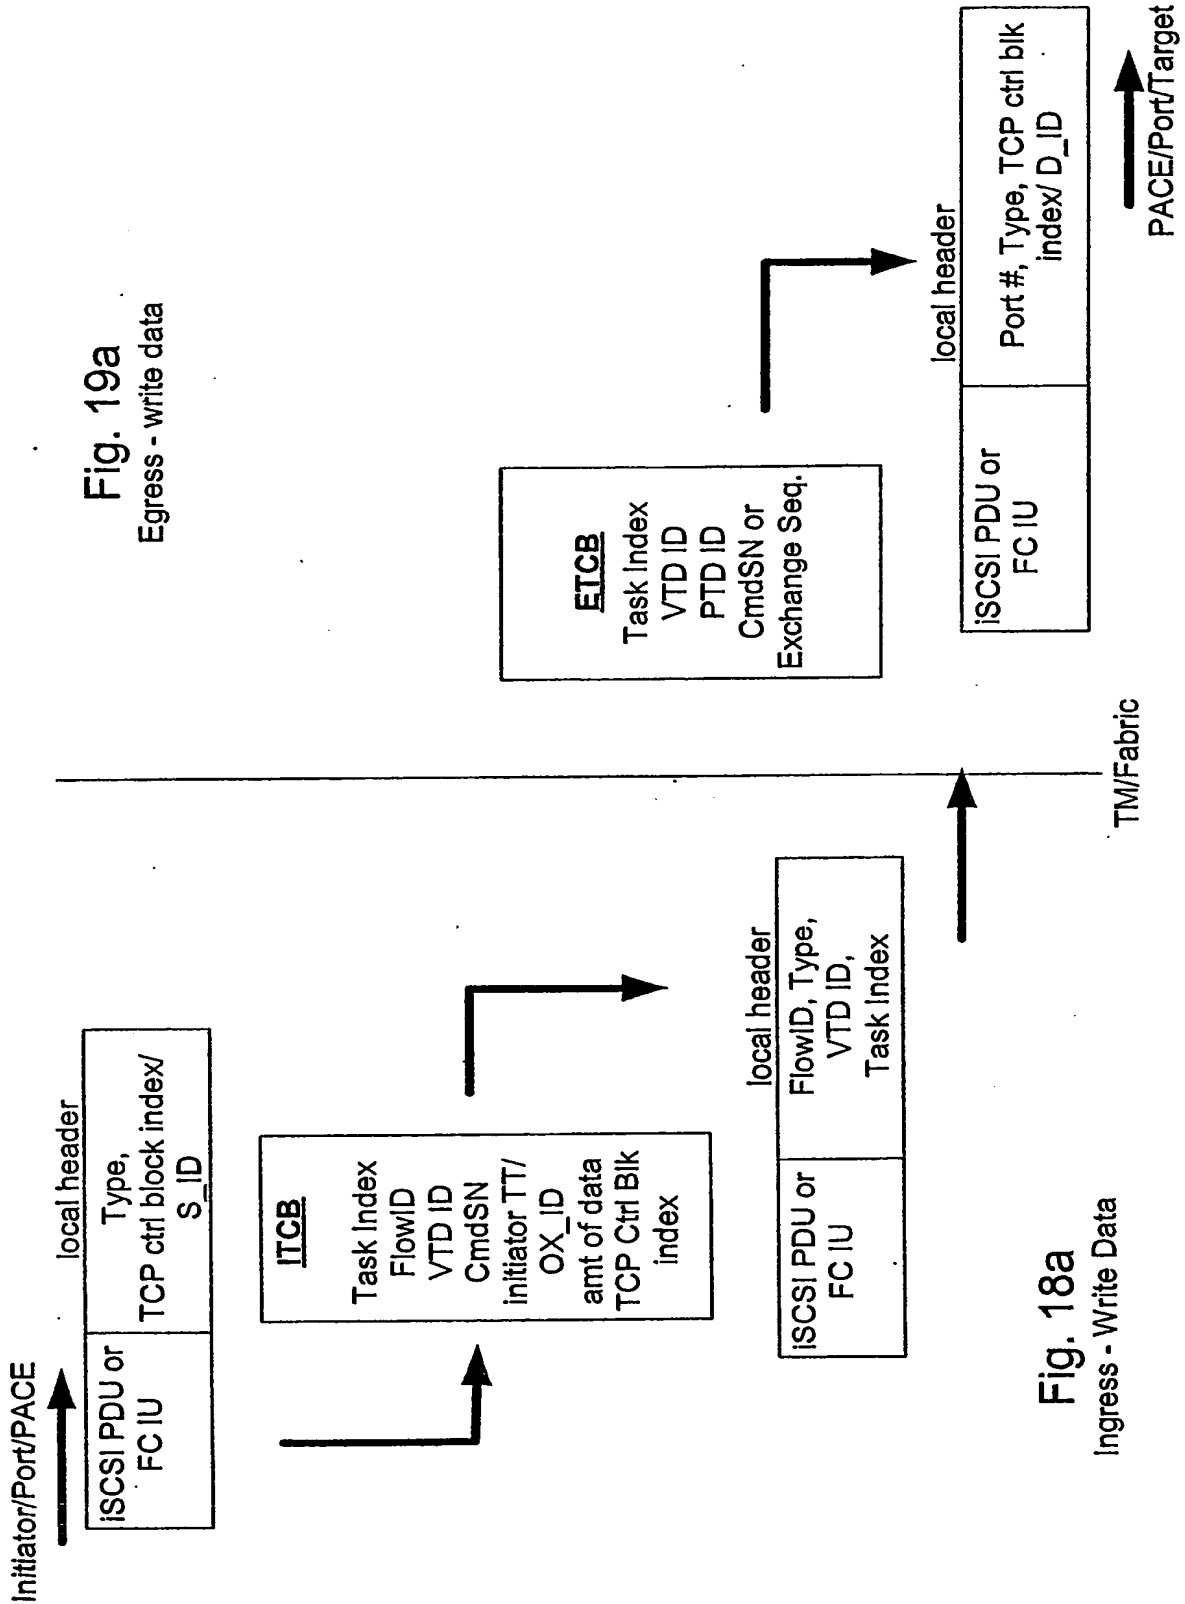 Initiator/Port/PACE
local header
iSCSI PDU or
FC IU
Type,
TCP ctrl block index/
S_ID
ITCB
Task Index
FlowID
VTD ID
CmdSN
initiator TT/
OX_ID
amt of data
TCP Ctrl Blk
index
local header
iSCSI PDU or
FC IU
FlowID, Type,
VTD ID,
Task Index
Fig. 18a
Ingress - Write Data
TM/Fabric
Fig. 19a
Egress - write data
ETCB
Task Index
VTD ID
PTD ID
CmdSN or
Exchange Seq.
local header
iSCSI PDU or
FC IU
Port #, Type, TCP ctrl blk
index/ D_ID
PACE/Port/Target